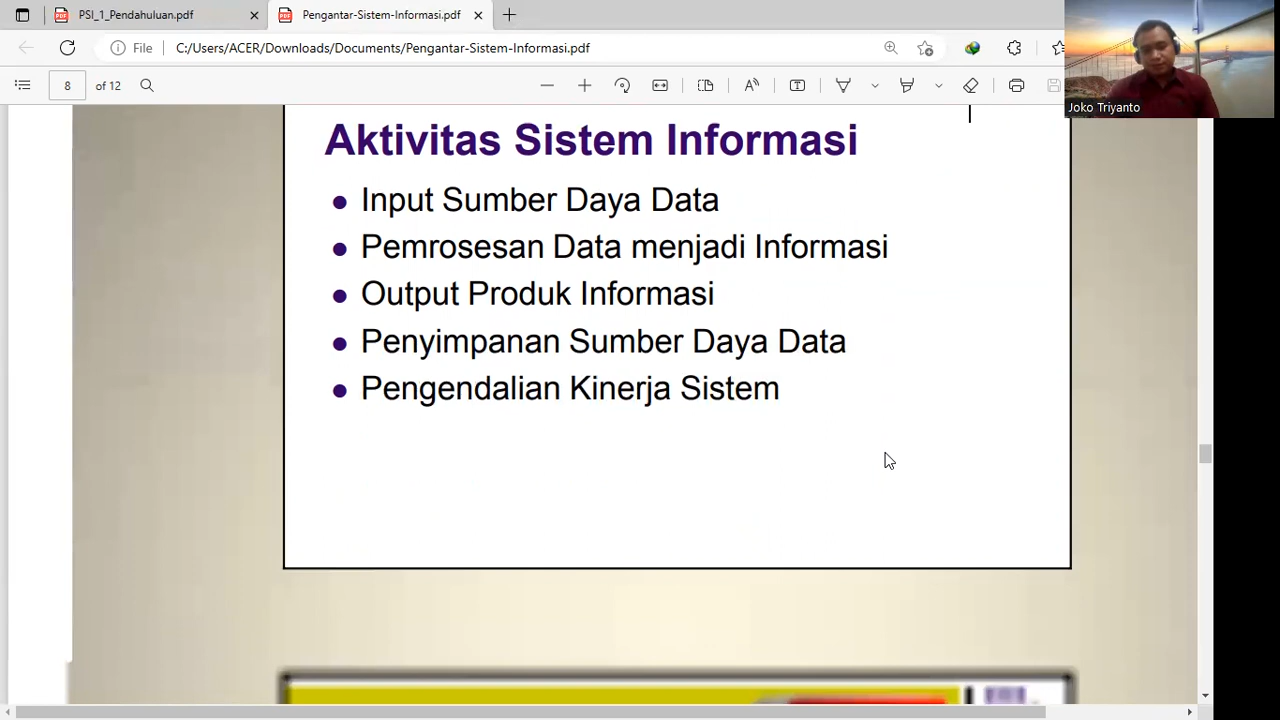 PSI_1_Pendahuluan.pdf
Pengantar-Sistem-Informasi.pdf
File
C:/Users/ACER/Downloads/Documents/Pengantar-Sistem-Informasi.pdf
8 of 12
Joko Triyanto
Aktivitas Sistem Informasi
Input Sumber Daya Data
Pemrosesan Data menjadi Informasi
Output Produk Informasi
Penyimpanan Sumber Daya Data
Pengendalian Kinerja Sistem